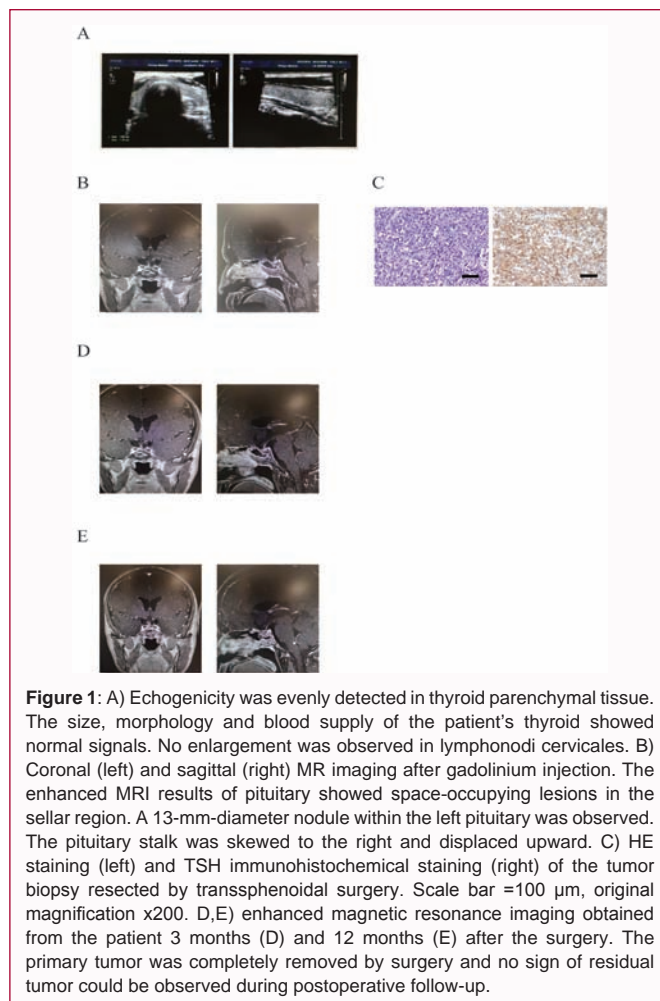 A
B
C
D
E
Figure 1: A) Echogenicity was evenly detected in thyroid parenchymal tissue.
The size, morphology and blood supply of the patient's thyroid showed
normal signals. No enlargement was observed in lymphonodi cervicales. B)
Coronal (left) and sagittal (right) MR imaging after gadolinium injection. The
enhanced MRI results of pituitary showed space-occupying lesions in the
sellar region. A 13-mm-diameter nodule within the left pituitary was observed.
The pituitary stalk was skewed to the right and displaced upward. C) HE
staining (left) and TSH immunohistochemical staining (right) of the tumor
biopsy resected by transsphenoidal surgery. Scale bar =100 μm, original
magnification x200. D,E) enhanced magnetic resonance imaging obtained
from the patient 3 months (D) and 12 months (E) after the surgery. The
primary tumor was completely removed by surgery and no sign of residual
tumor could be observed during postoperative follow-up.